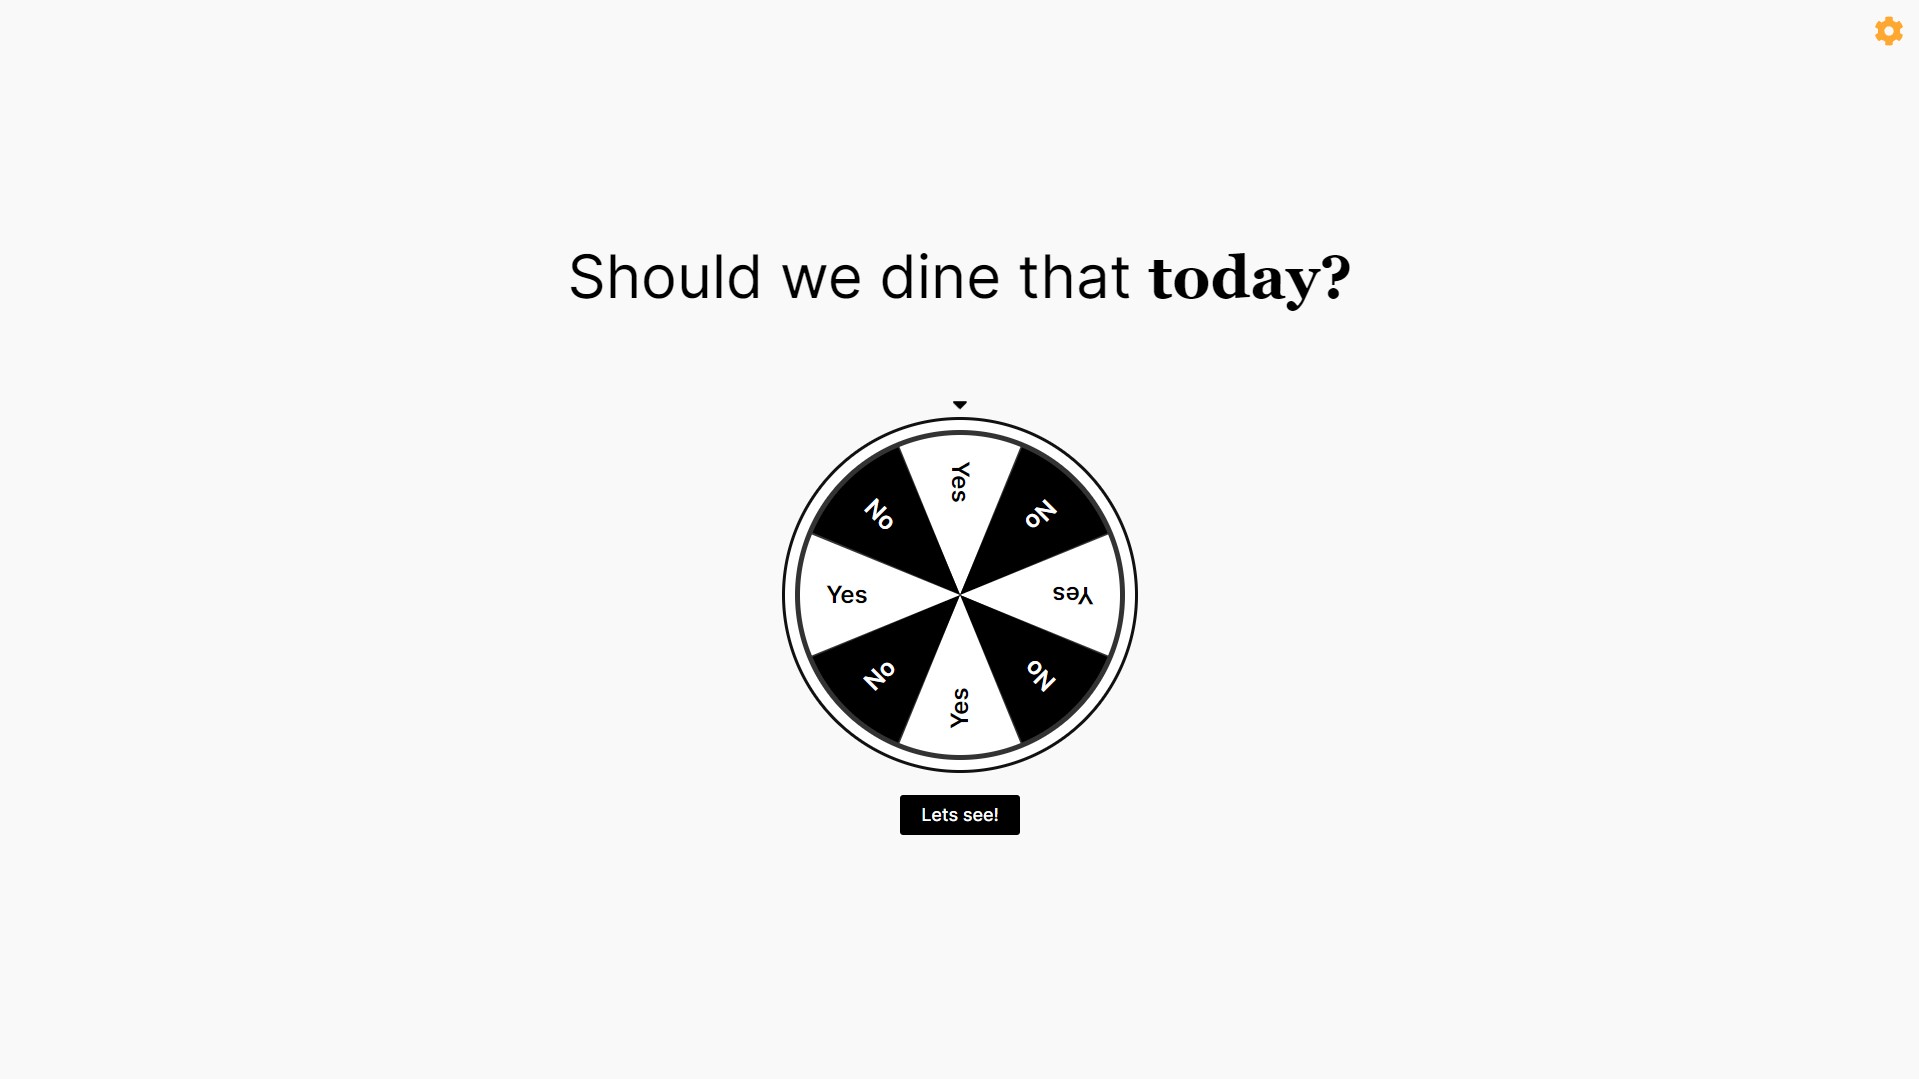 Should we dine that today?
Yes
No
No
Yes
Yes
No
No
Yes
Lets see!